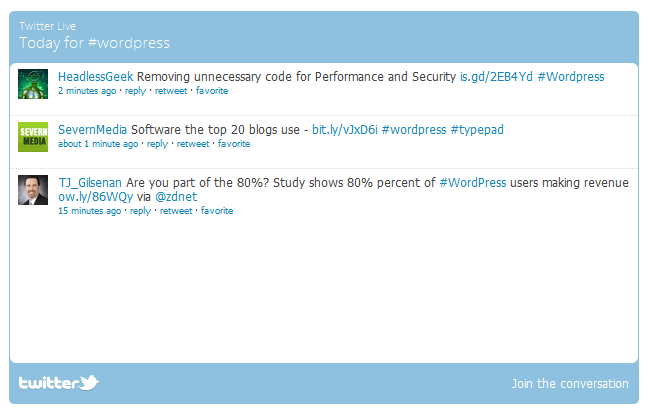 Twitter Live
Today for #wordpress
HeadlessGeek Removing unnecessary code for Performance and Security is.gd/2EB4Yd #Wordpress
2 minutes ago · reply · retweet · favorite
SEVERN
MEDIA
SevernMedia Software the top 20 blogs use - bit.ly/vJxD6i #wordpress #typepad
about 1 minute ago · reply · retweet · favorite
TJ_Gilsenan Are you part of the 80%? Study shows 80% percent of #WordPress users making revenue
ow.ly/86WQy via @zdnet
15 minutes ago · reply · retweet · favorite
twitter
Join the conversation